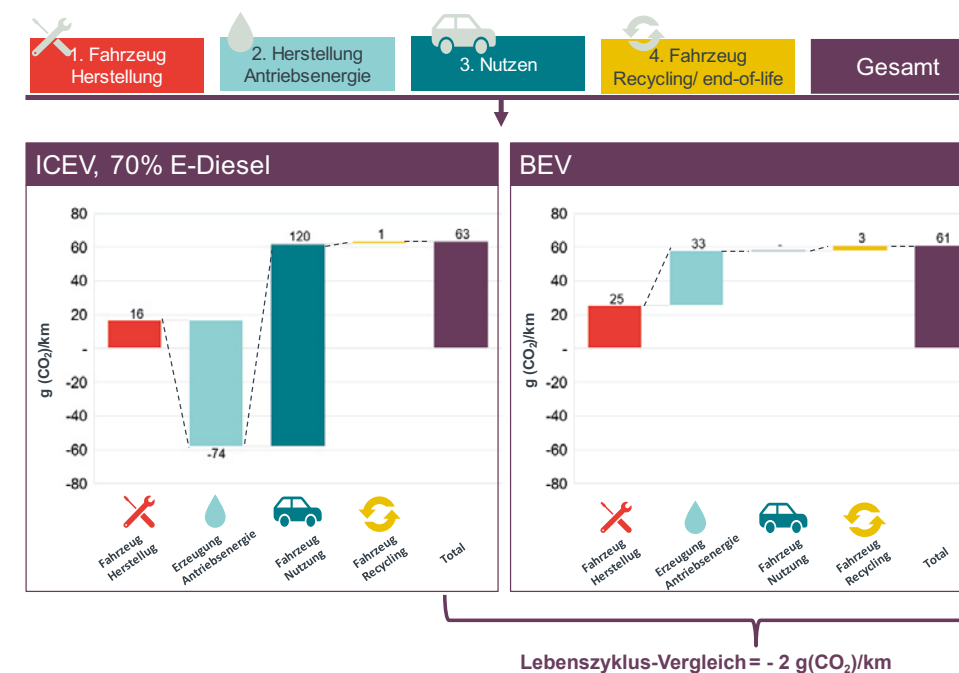 1. Fahrzeug
Herstellung
2. Herstellung
Antriebsenergie
3. Nutzen
4. Fahrzeug
Recycling/ end-of-life
Gesamt
ICEV, 70% E-Diesel
g (CO₂)/km
80
60
40
20
-
-20
-40
-60
-80
16
-74
120
1
63
Fahrzeug
Herstellug
Erzeugung
Antriebsenergie
Fahrzeug
Nutzung
Fahrzeug
Recycling
Total
BEV
g (CO₂)/km
80
60
40
20
-
-20
-40
-60
-80
25
33
-
3
61
Fahrzeug
Herstellug
Erzeugung
Antriebsenergie
Fahrzeug
Nutzung
Fahrzeug
Recycling
Total
Lebenszyklus-Vergleich = - 2 g(CO₂)/km